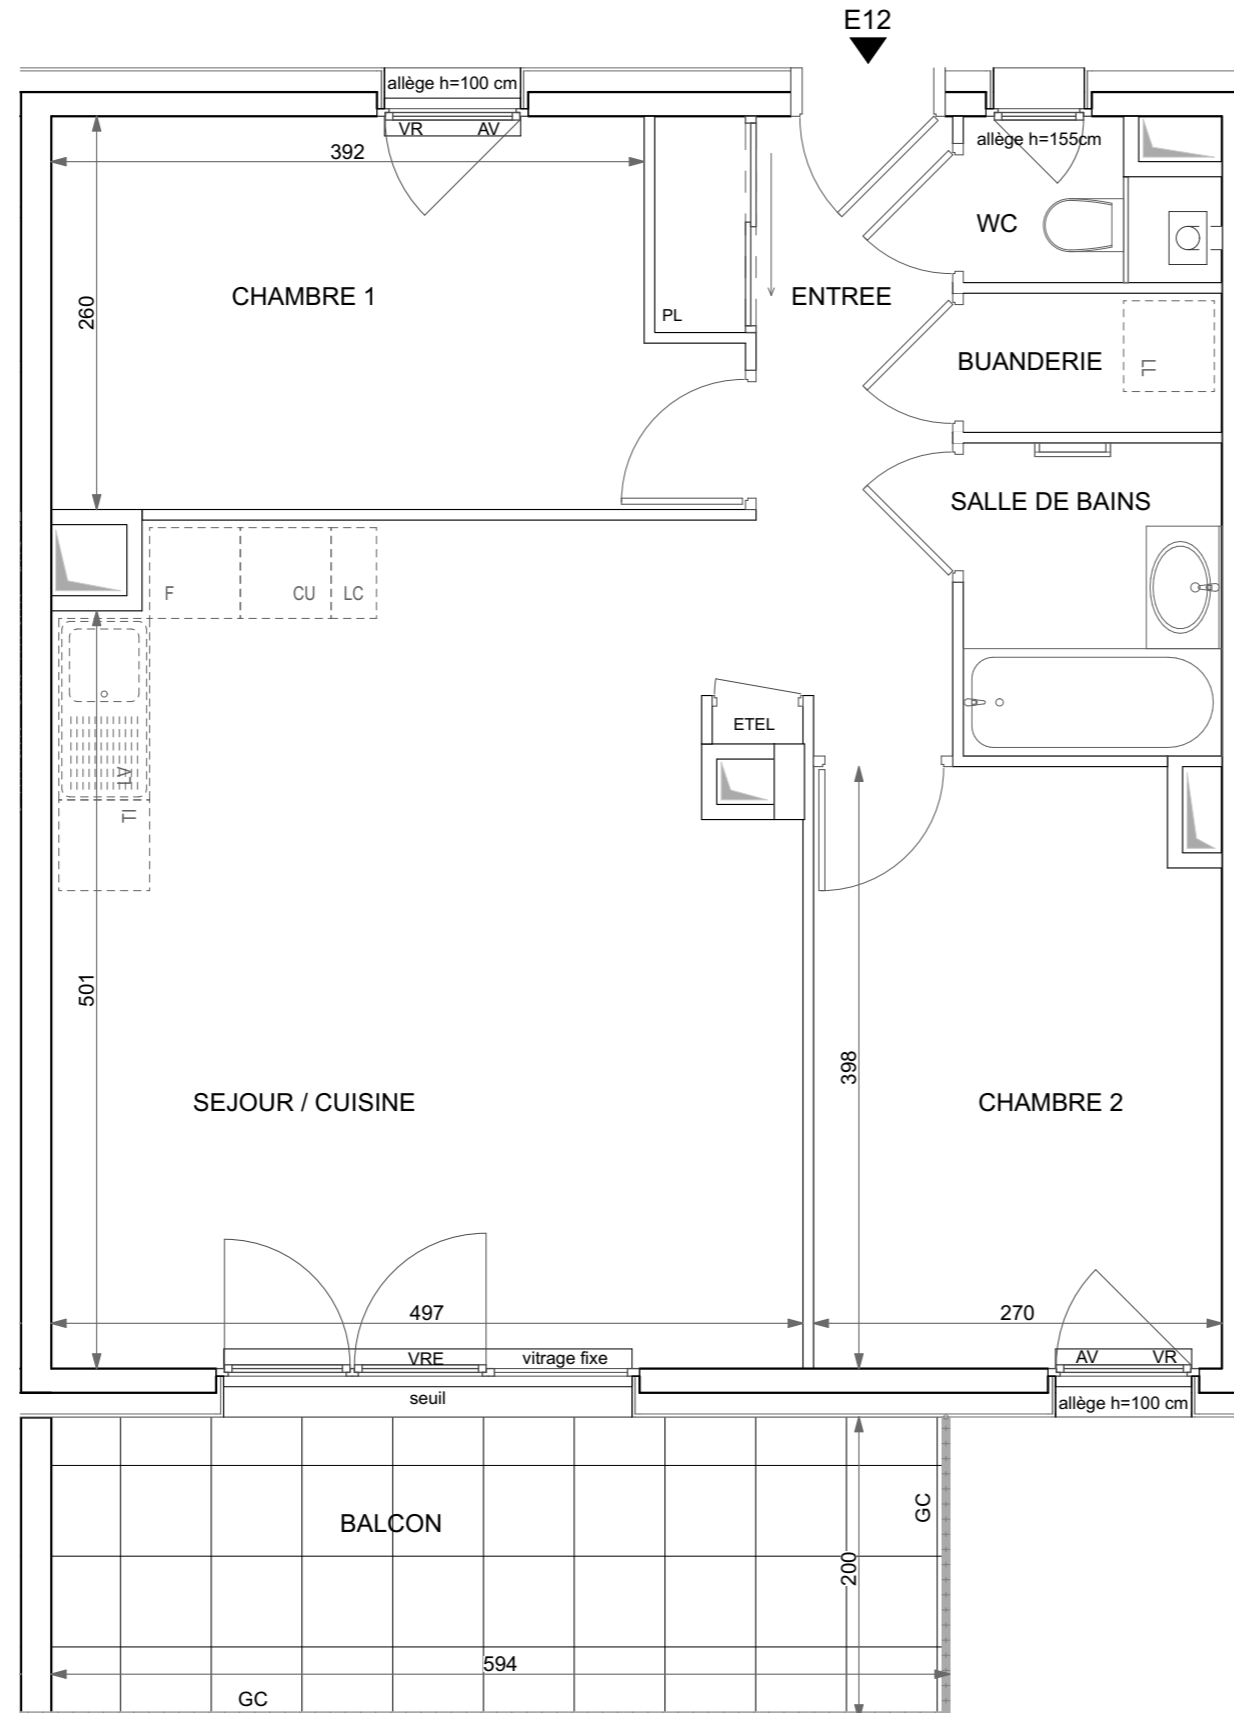 E12
allège h=100 cm
VR AV
allège h=155cm
392
WC
CHAMBRE 1
ENTREE
260
PL
BUANDERIE
TI
SALLE DE BAINS
F CU LC
ETEL
LV
TI
501
398
SEJOUR / CUISINE
CHAMBRE 2
497
270
VRE vitrage fixe
AV VR
seuil
allège h=100 cm
BALCON
GC
200
594
GC